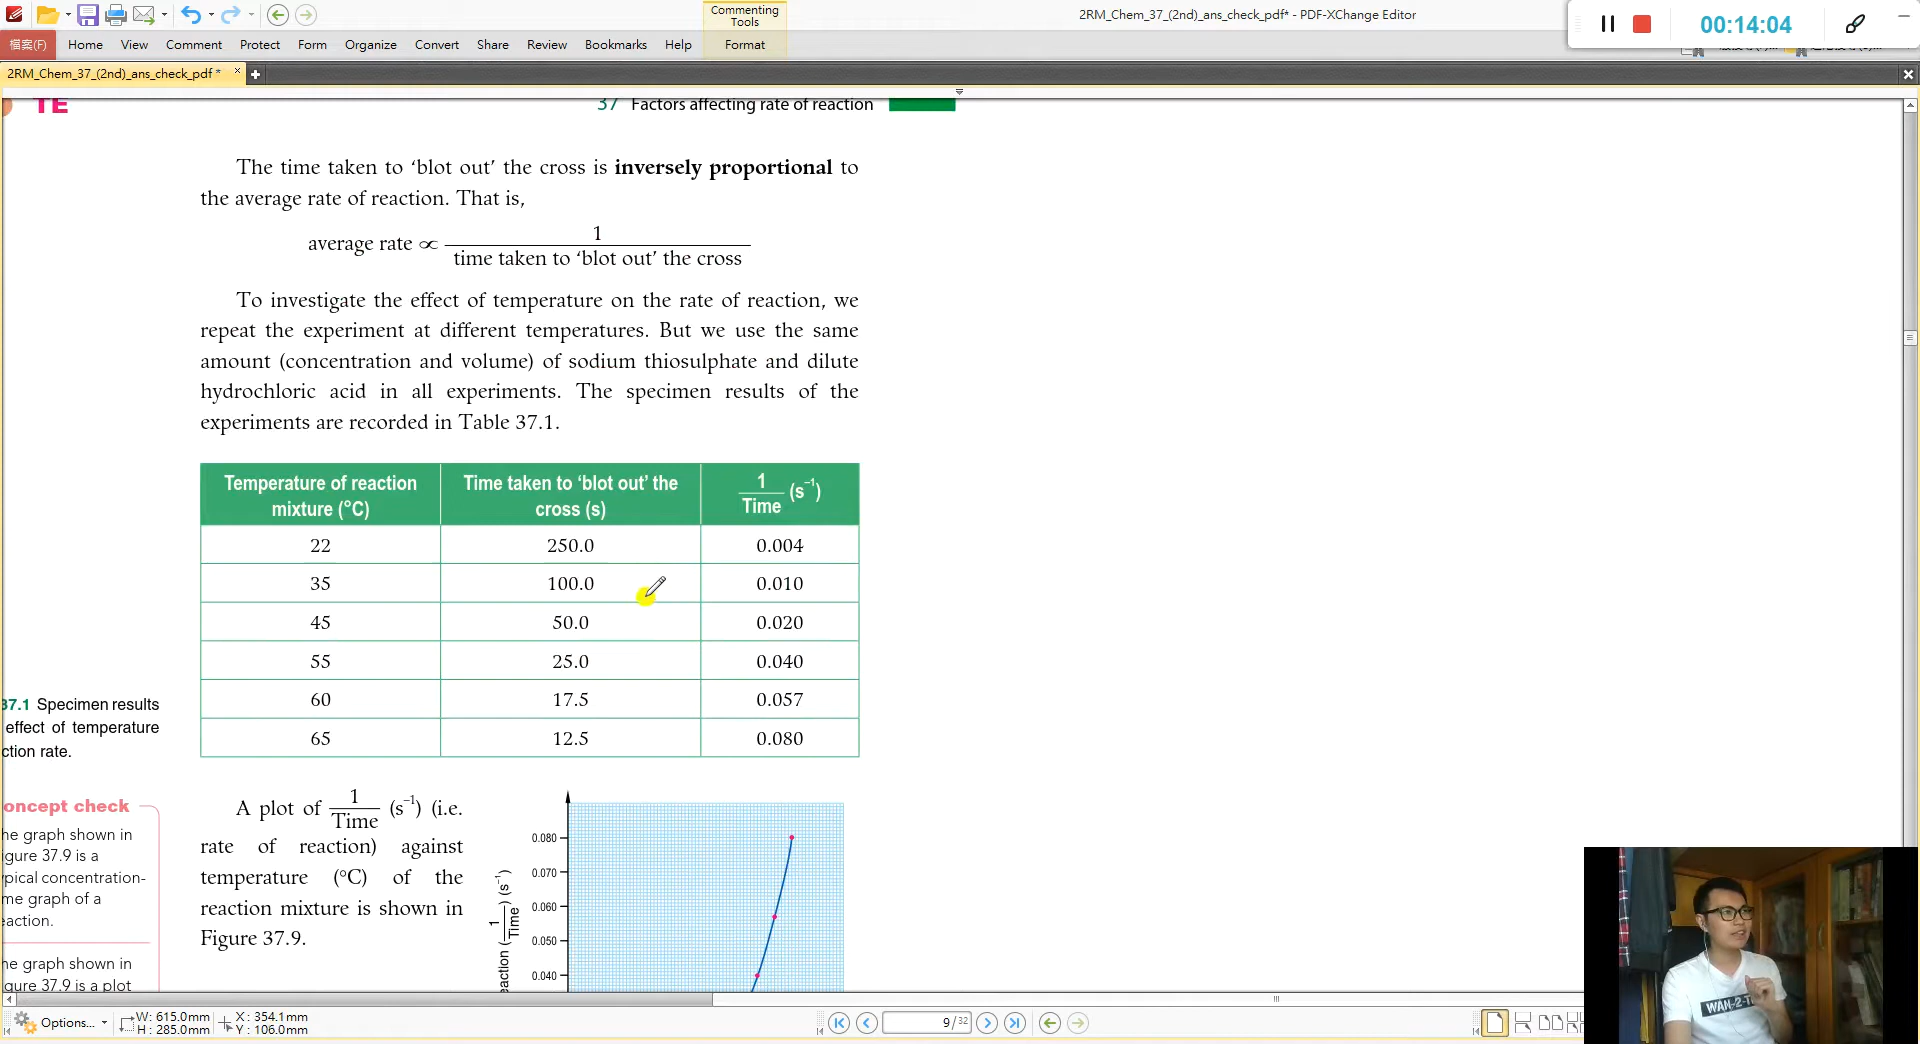 Commenting Tools
2RM_Chem_37_(2nd)_ans_check_pdf* - PDF-XChange Editor
00:14:04
檔案(F) Home View Comment Protect Form Organize Convert Share Review Bookmarks Help Format
2RM_Chem_37_(2nd)_ans_check_pdf *
TE
37 Factors affecting rate of reaction
The time taken to ‘blot out’ the cross is inversely proportional to
the average rate of reaction. That is,
average rate ∝ 1 / time taken to ‘blot out’ the cross
To investigate the effect of temperature on the rate of reaction, we
repeat the experiment at different temperatures. But we use the same
amount (concentration and volume) of sodium thiosulphate and dilute
hydrochloric acid in all experiments. The specimen results of the
experiments are recorded in Table 37.1.
Temperature of reaction mixture (°C) Time taken to ‘blot out’ the cross (s) 1/Time (s⁻¹)
22 250.0 0.004
35 100.0 0.010
45 50.0 0.020
55 25.0 0.040
60 17.5 0.057
65 12.5 0.080
37.1 Specimen results
effect of temperature
ction rate.
oncept check
he graph shown in
igure 37.9 is a
ypical concentration-
me graph of a
eaction.
he graph shown in
gure 37.9 is a plot
A plot of 1/Time (s⁻¹) (i.e.
rate of reaction) against
temperature (°C) of the
reaction mixture is shown in
Figure 37.9.
0.080
0.070
0.060
0.050
0.040
eaction (1/Time) (s⁻¹)
WAN-2-T
Options...
W: 615.0mm
H: 285.0mm
X: 354.1mm
Y: 106.0mm
9 / 32